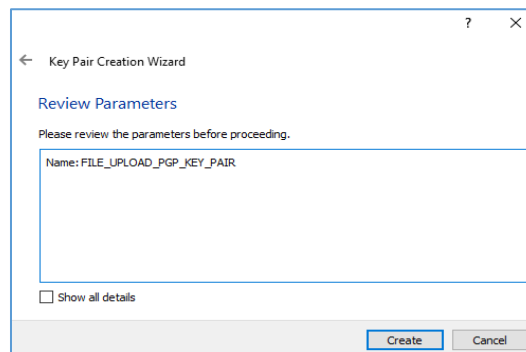 Key Pair Creation Wizard
Review Parameters
Please review the parameters before proceeding.
Name: FILE_UPLOAD_PGP_KEY_PAIR
Show all details
Create Cancel